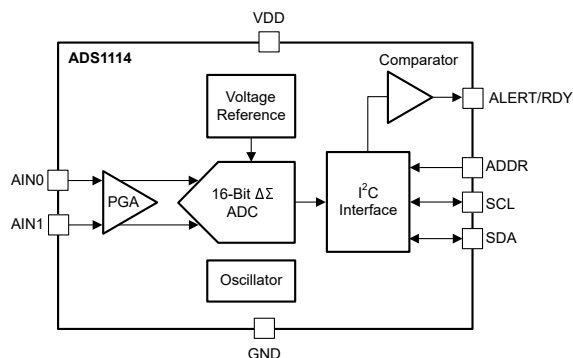 VDD
ADS1114
Comparator
Voltage
Reference
ALERT/RDY
ADDR
AIN0
PGA
16-Bit ΔΣ
ADC
I²C
Interface
SCL
AIN1
SDA
Oscillator
GND